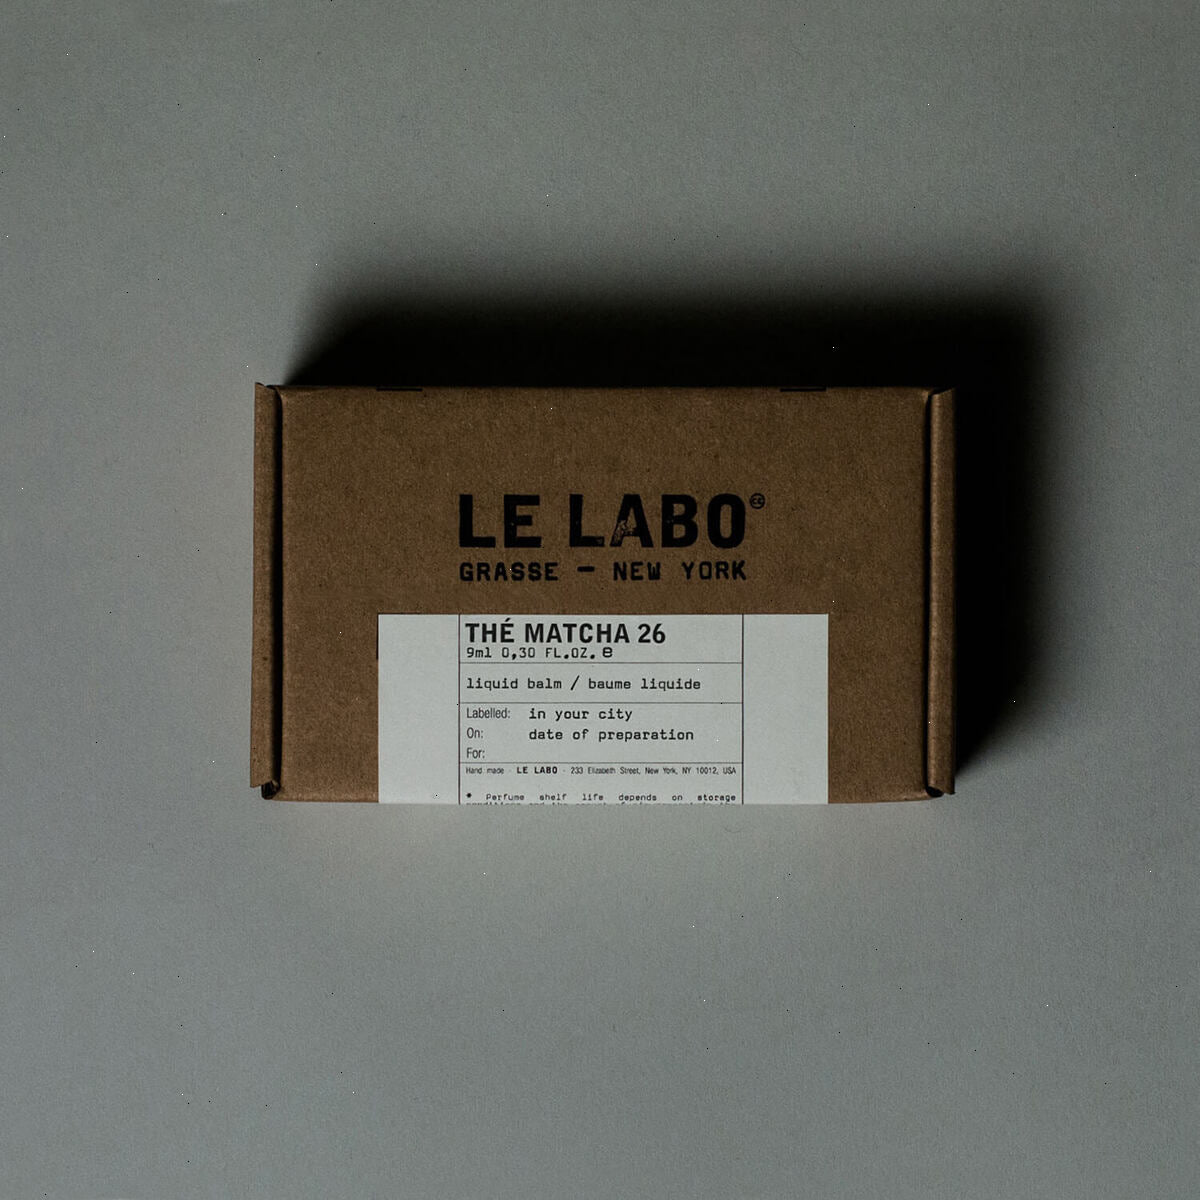 LE LABO
GRASSE — NEW YORK
THÉ MATCHA 26
9ml 0,30 FL.OZ. e
liquid balm / baume liquide
Labelled: in your city
On: date of preparation
For:
Hand made - LE LABO - 233 Elizabeth Street, New York, NY 10012, USA
* Perfume shelf life depends on storage